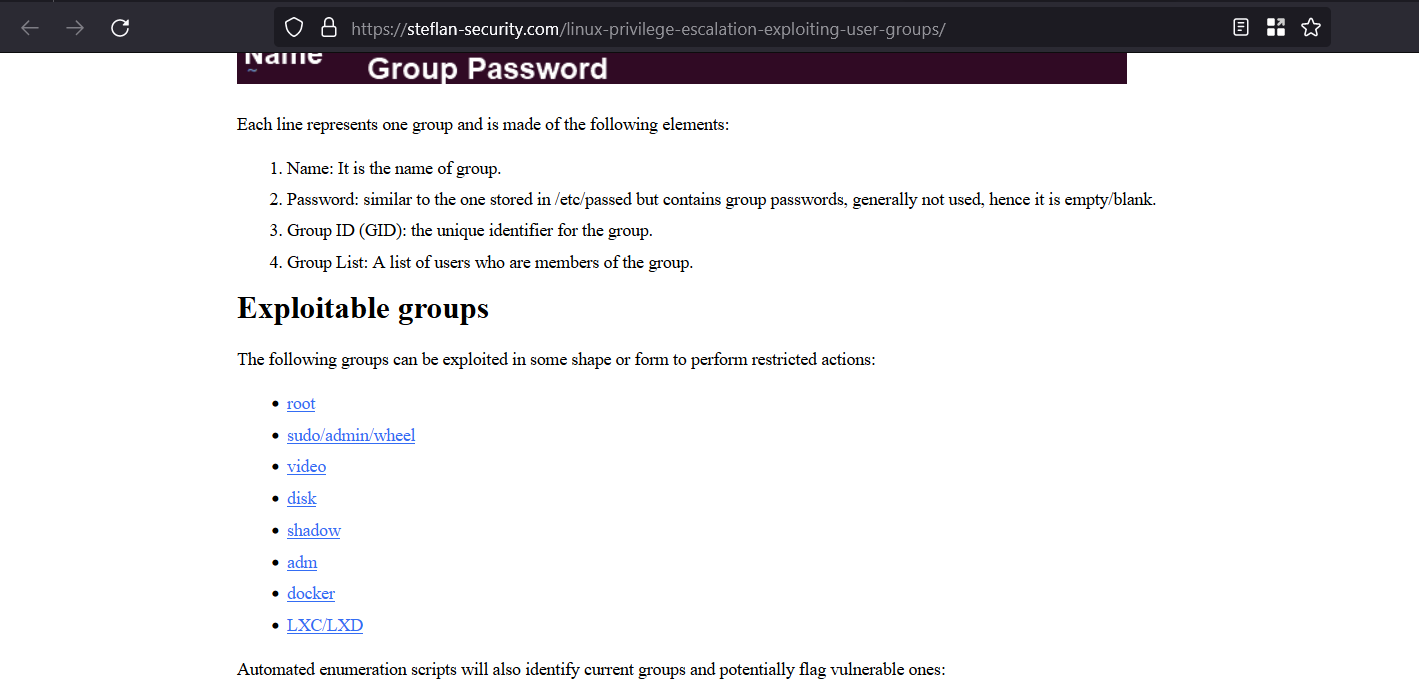 https://steflan-security.com/linux-privilege-escalation-exploiting-user-groups/
Name
Group Password
Each line represents one group and is made of the following elements:
1. Name: It is the name of group.
2. Password: similar to the one stored in /etc/passed but contains group passwords, generally not used, hence it is empty/blank.
3. Group ID (GID): the unique identifier for the group.
4. Group List: A list of users who are members of the group.
Exploitable groups
The following groups can be exploited in some shape or form to perform restricted actions:
• root
• sudo/admin/wheel
• video
• disk
• shadow
• adm
• docker
• LXC/LXD
Automated enumeration scripts will also identify current groups and potentially flag vulnerable ones: